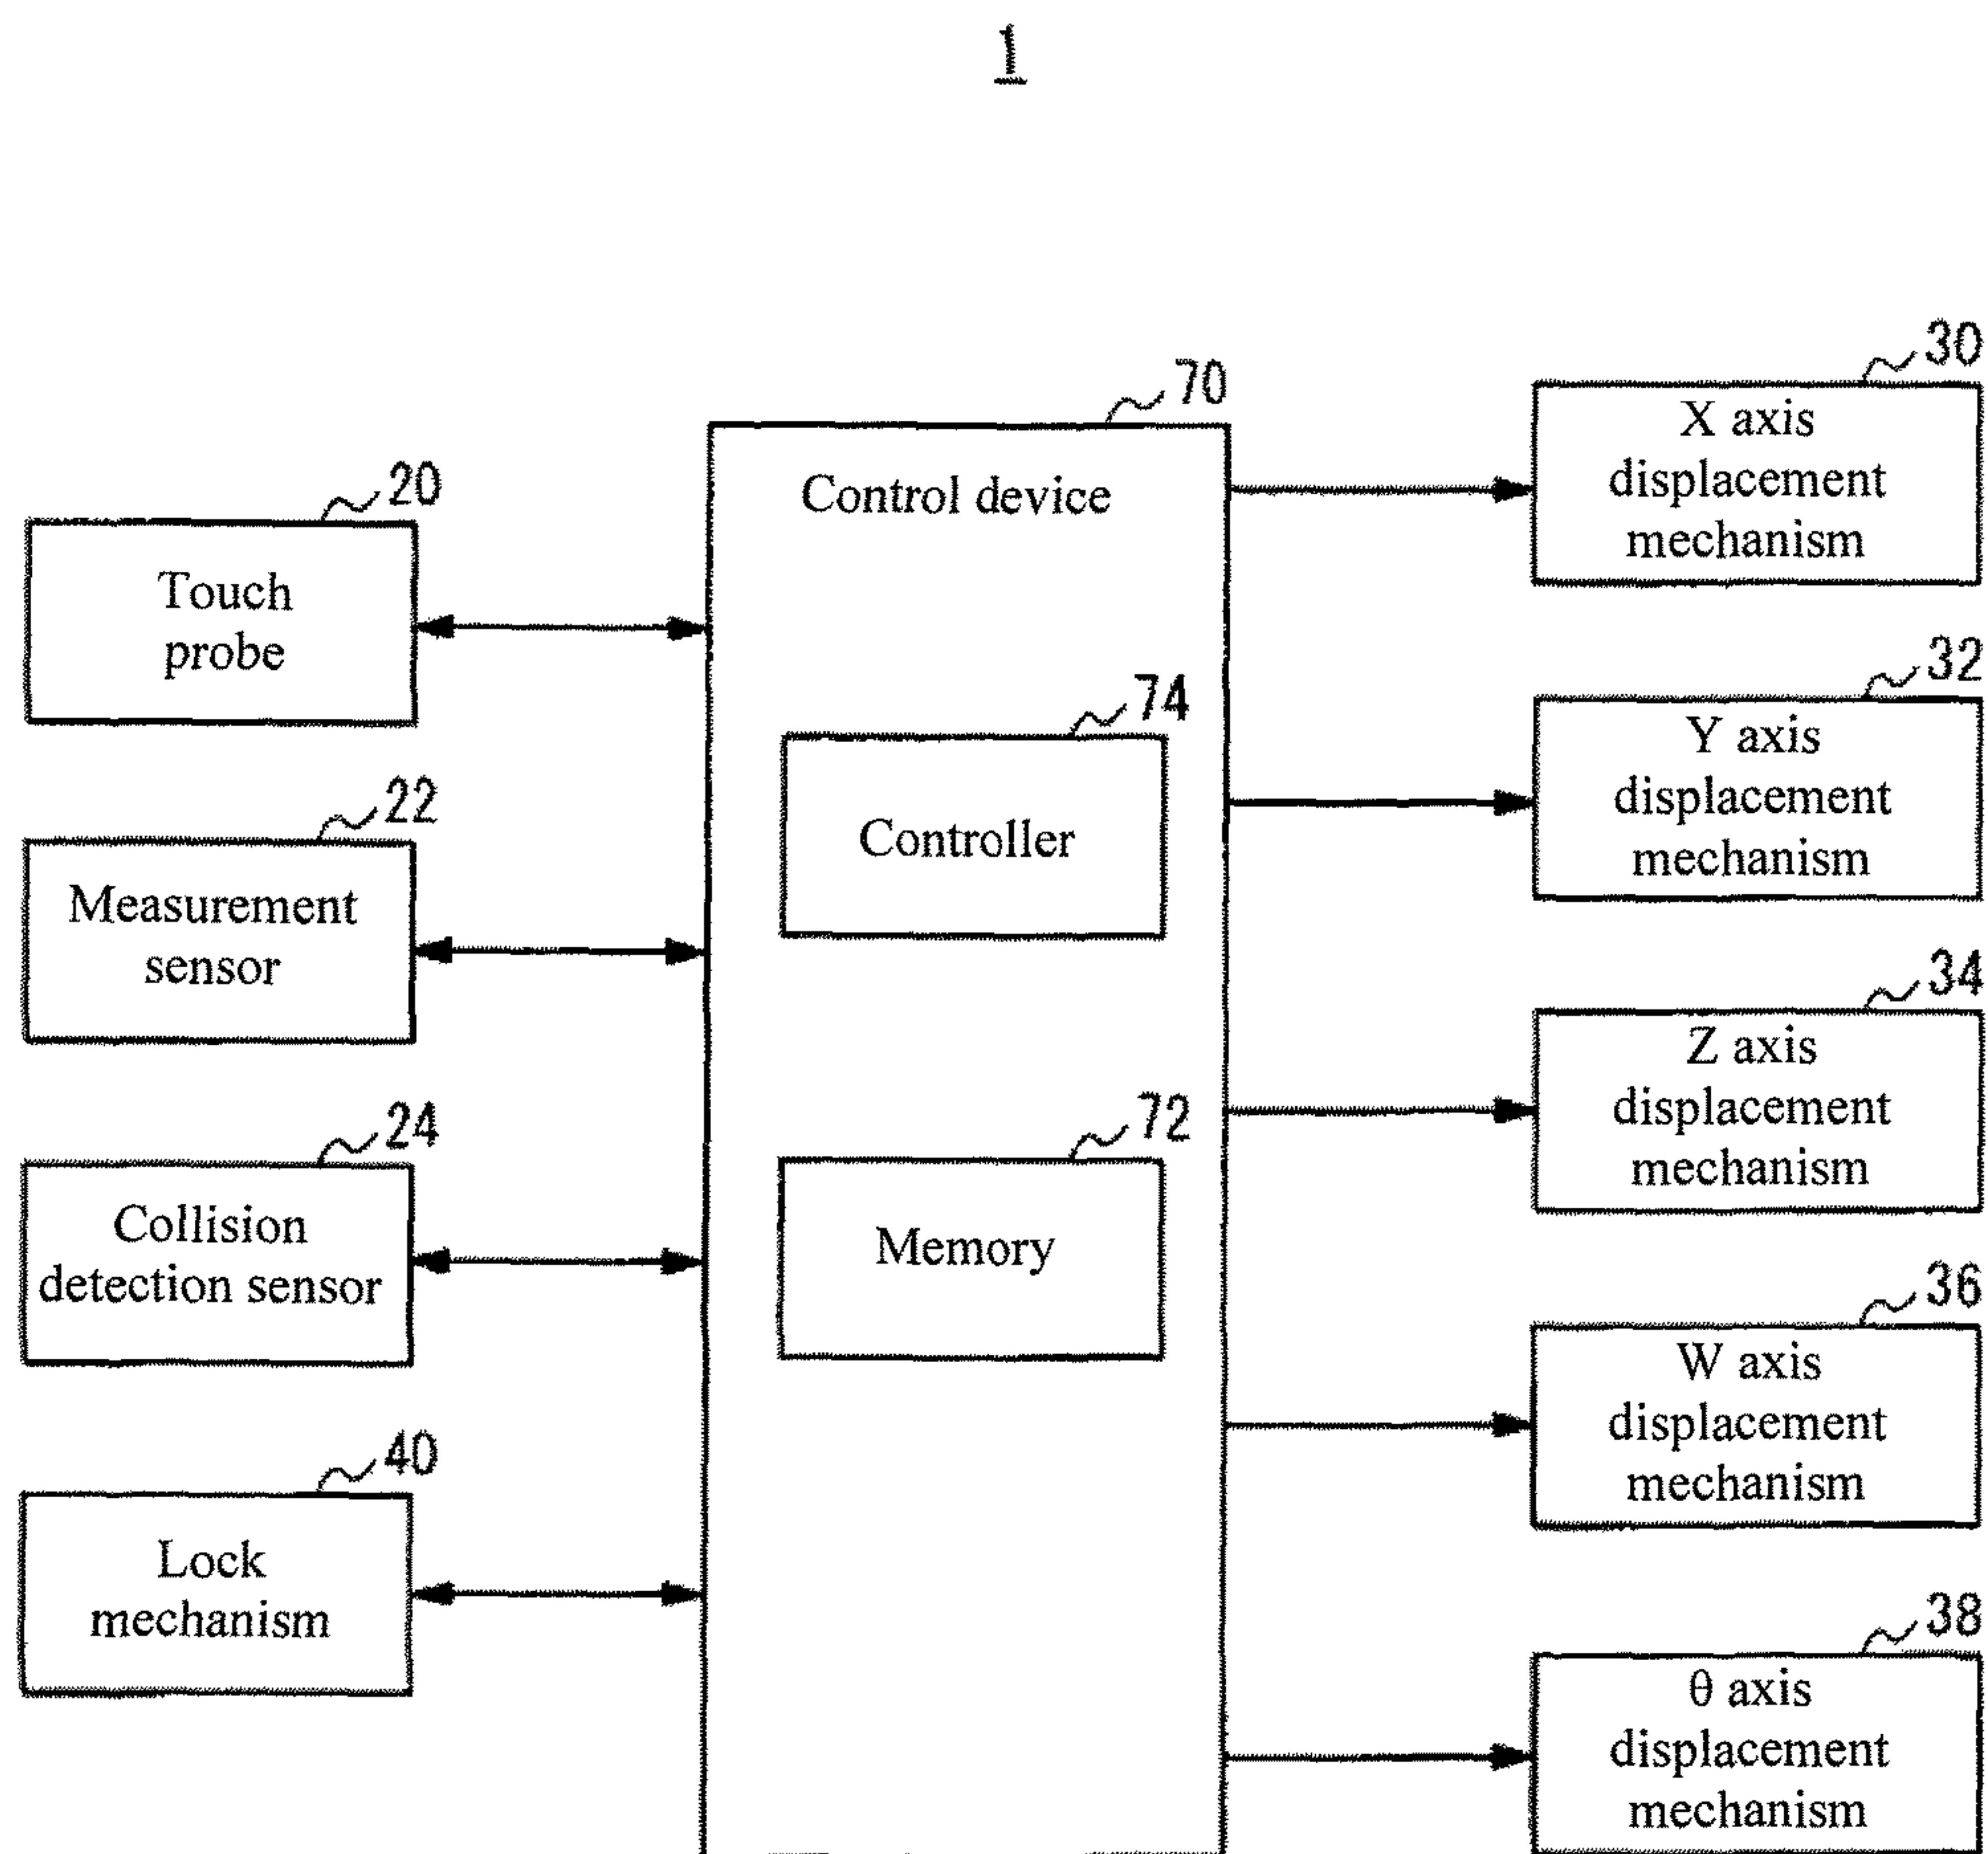 1
20
Touch
probe
22
Measurement
sensor
24
Collision
detection sensor
40
Lock
mechanism
70
Control device
74
Controller
72
Memory
30
X axis
displacement
mechanism
32
Y axis
displacement
mechanism
34
Z axis
displacement
mechanism
36
W axis
displacement
mechanism
38
θ axis
displacement
mechanism